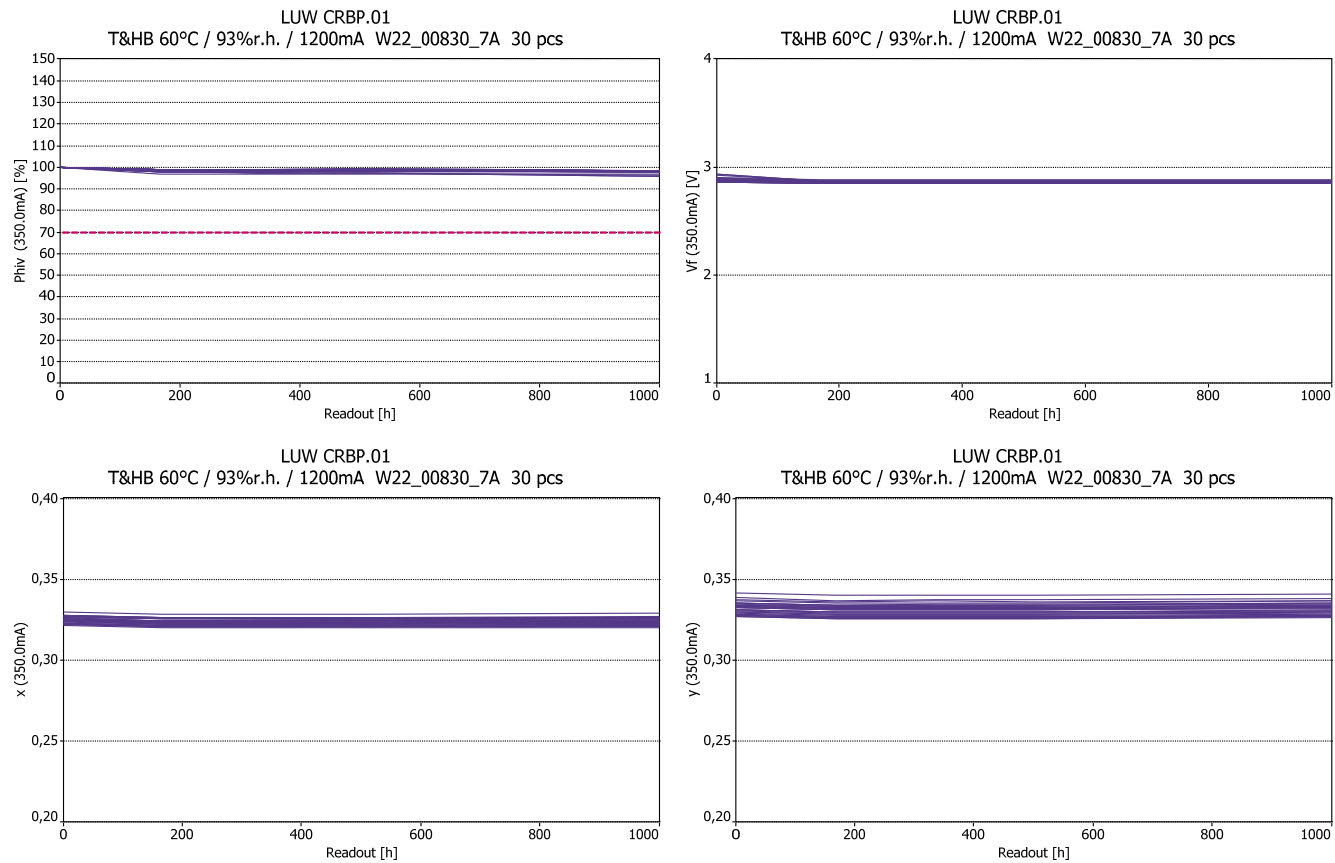 LUW CRBP.01
T&HB 60°C / 93%r.h. / 1200mA W22_00830_7A 30 pcs
150
140
130
120
110
100
90
80
70
60
50
40
30
20
10
0
Phiv (350.0mA) [%]
0 200 400 600 800 1000
Readout [h]
LUW CRBP.01
T&HB 60°C / 93%r.h. / 1200mA W22_00830_7A 30 pcs
4
3
2
1
Vf (350.0mA) [V]
0 200 400 600 800 1000
Readout [h]
LUW CRBP.01
T&HB 60°C / 93%r.h. / 1200mA W22_00830_7A 30 pcs
0,40
0,35
0,30
0,25
0,20
x (350.0mA)
0 200 400 600 800 1000
Readout [h]
LUW CRBP.01
T&HB 60°C / 93%r.h. / 1200mA W22_00830_7A 30 pcs
0,40
0,35
0,30
0,25
0,20
y (350.0mA)
0 200 400 600 800 1000
Readout [h]